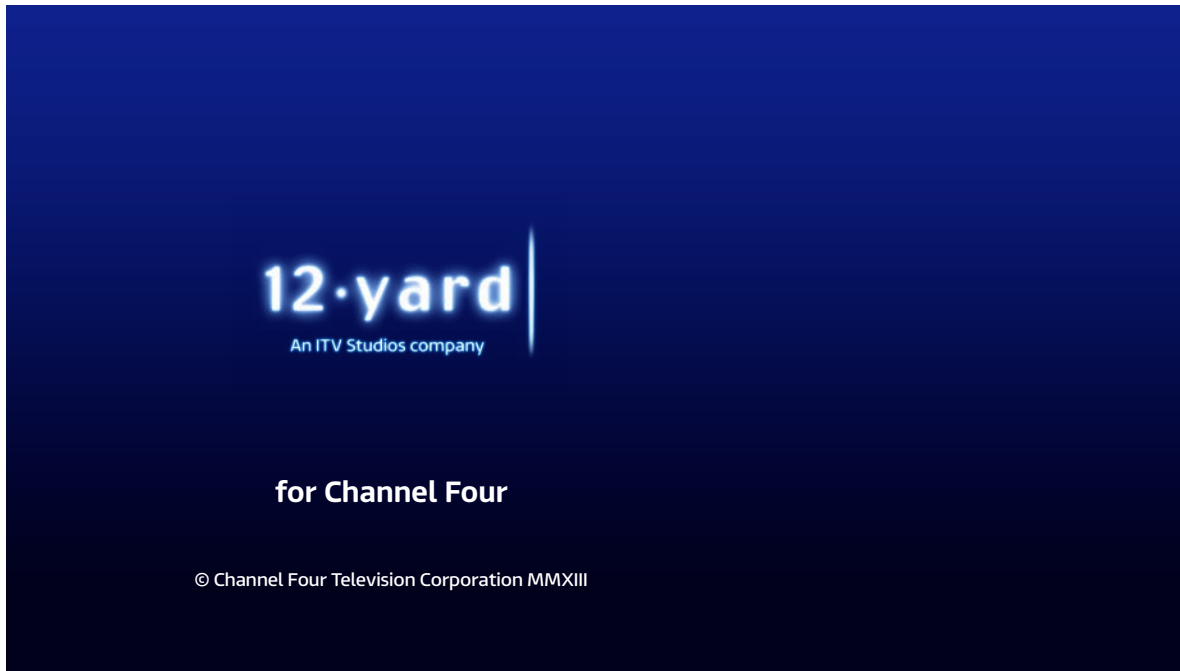 12·yard
An ITV Studios company
for Channel Four
© Channel Four Television Corporation MMXIII